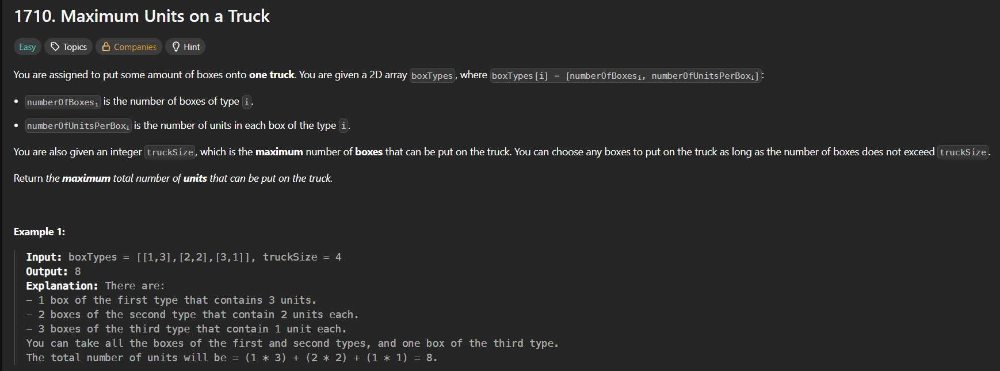 1710. Maximum Units on a Truck
Easy Topics Companies Hint
You are assigned to put some amount of boxes onto one truck. You are given a 2D array boxTypes, where boxTypes[i] = [numberOfBoxesᵢ, numberOfUnitsPerBoxᵢ]:
• numberOfBoxesᵢ is the number of boxes of type i.
• numberOfUnitsPerBoxᵢ is the number of units in each box of the type i.
You are also given an integer truckSize, which is the maximum number of boxes that can be put on the truck. You can choose any boxes to put on the truck as long as the number of boxes does not exceed truckSize.
Return the maximum total number of units that can be put on the truck.
Example 1:
Input: boxTypes = [[1,3],[2,2],[3,1]], truckSize = 4
Output: 8
Explanation: There are:
- 1 box of the first type that contains 3 units.
- 2 boxes of the second type that contain 2 units each.
- 3 boxes of the third type that contain 1 unit each.
You can take all the boxes of the first and second types, and one box of the third type.
The total number of units will be = (1 * 3) + (2 * 2) + (1 * 1) = 8.